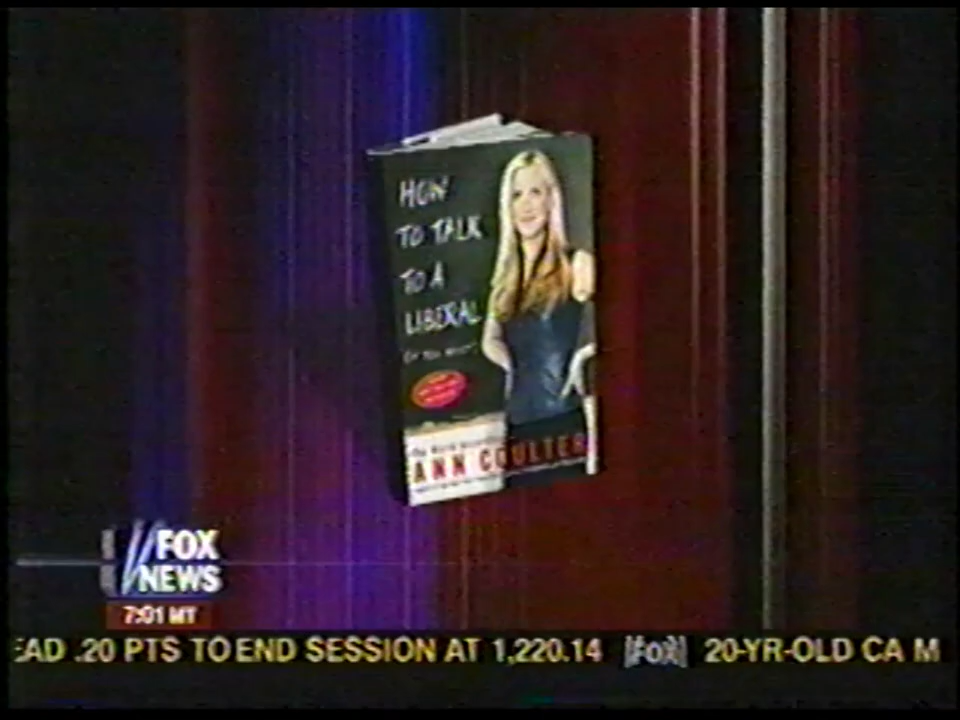 HOW
TO TALK
TO A
LIBERAL
ANN COULTER
FOX
NEWS
7:01 MT
EAD .20 PTS TO END SESSION AT 1,220.14 FOX 20-YR-OLD CA M